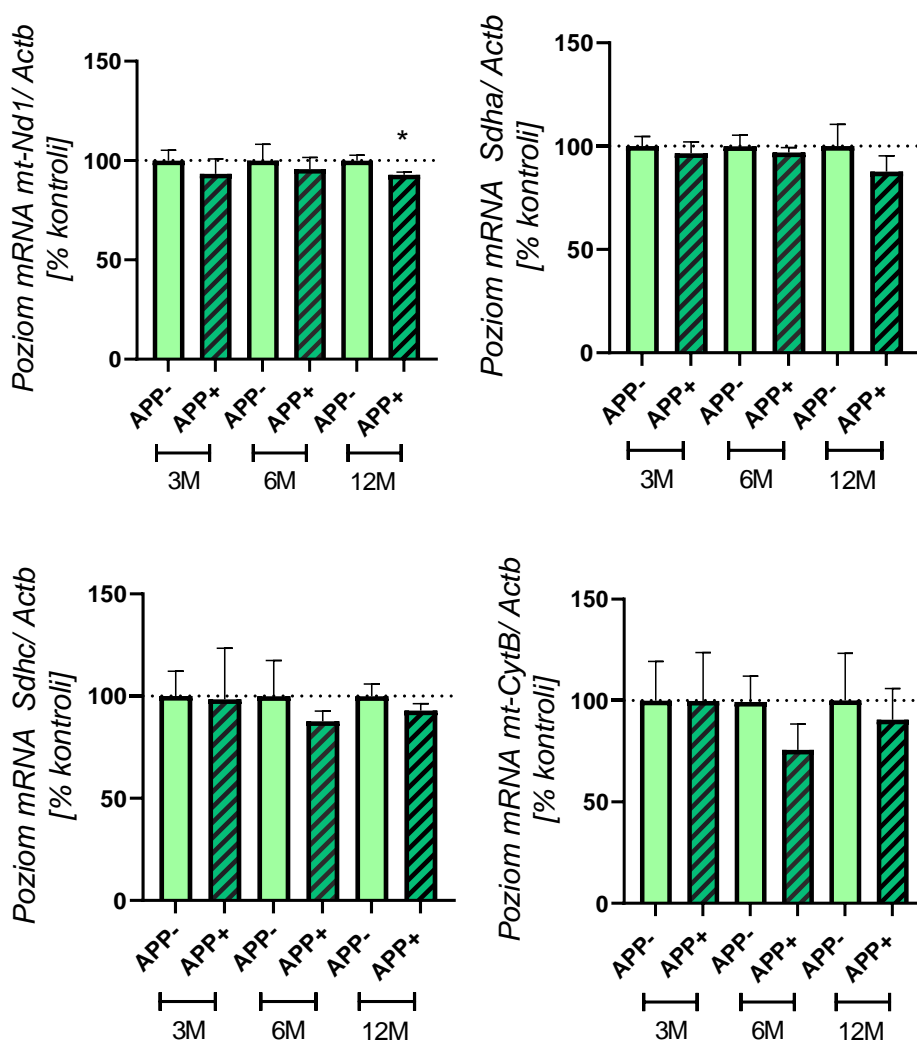 Poziom mRNA mt-Nd1/ Actb
[% kontroli]
150
100
50
0
*
APP-
APP+
APP-
APP+
APP-
APP+
3M
6M
12M
Poziom mRNA Sdha/ Actb
[% kontroli]
150
100
50
0
APP-
APP+
APP-
APP+
APP-
APP+
3M
6M
12M
Poziom mRNA Sdhc/ Actb
[% kontroli]
150
100
50
0
APP-
APP+
APP-
APP+
APP-
APP+
3M
6M
12M
Poziom mRNA mt-CytB/ Actb
[% kontroli]
150
100
50
0
APP-
APP+
APP-
APP+
APP-
APP+
3M
6M
12M